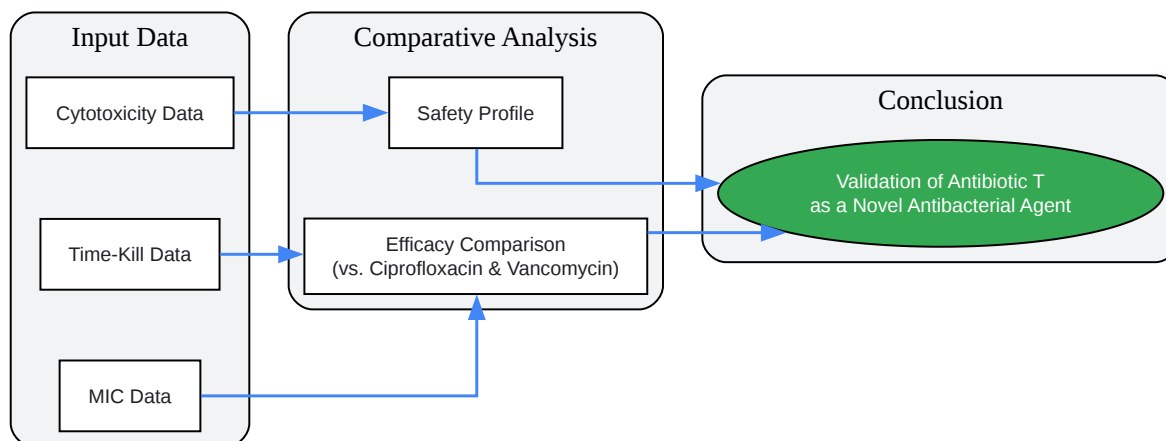 Input Data
Cytotoxicity Data
Time-Kill Data
MIC Data
Comparative Analysis
Safety Profile
Efficacy Comparison
(vs. Ciprofloxacin & Vancomycin)
Conclusion
Validation of Antibiotic T
as a Novel Antibacterial Agent